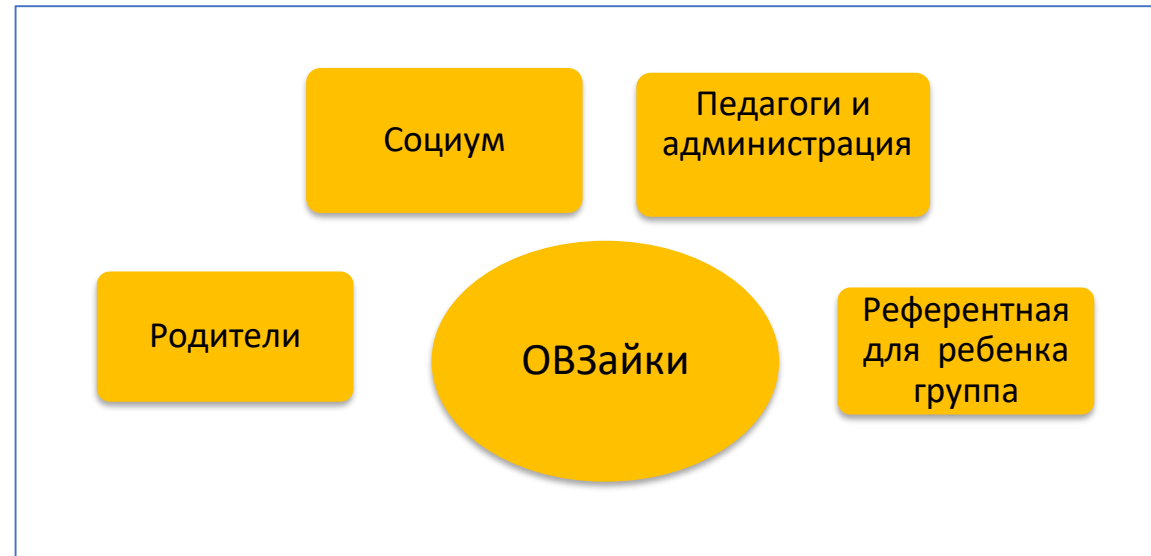 Социум
Педагоги и
администрация
Родители
ОВЗайки
Референтная
для ребенка
группа